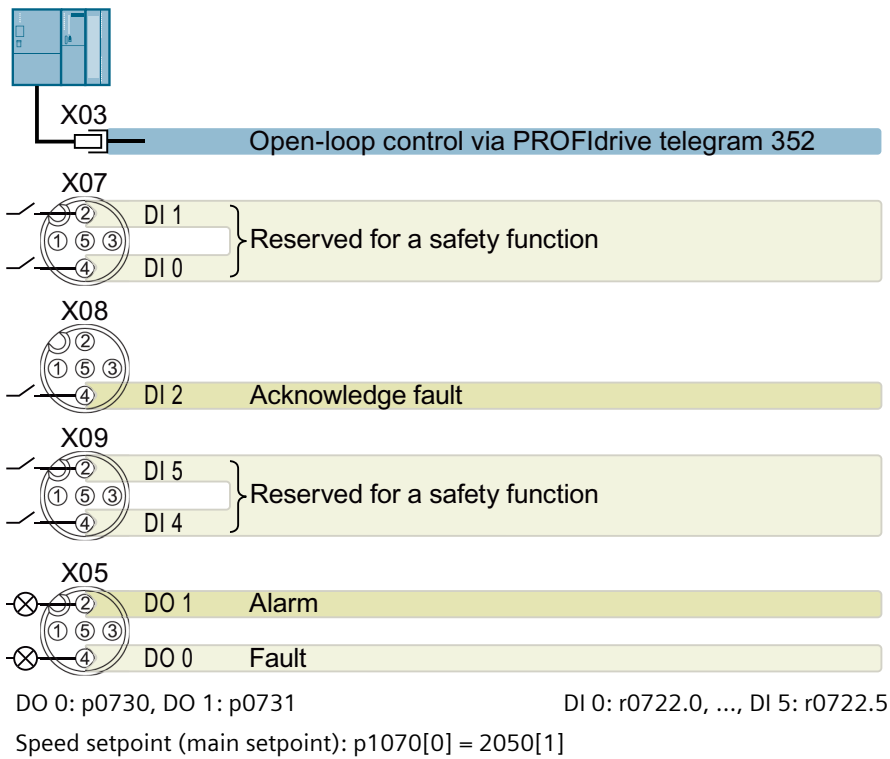 X03
Open-loop control via PROFIdrive telegram 352
X07
2 DI 1
1 5 3 Reserved for a safety function
4 DI 0
X08
2
1 5 3
4 DI 2 Acknowledge fault
X09
2 DI 5
1 5 3 Reserved for a safety function
4 DI 4
X05
2 DO 1 Alarm
1 5 3
4 DO 0 Fault
DO 0: p0730, DO 1: p0731 DI 0: r0722.0, ..., DI 5: r0722.5
Speed setpoint (main setpoint): p1070[0] = 2050[1]